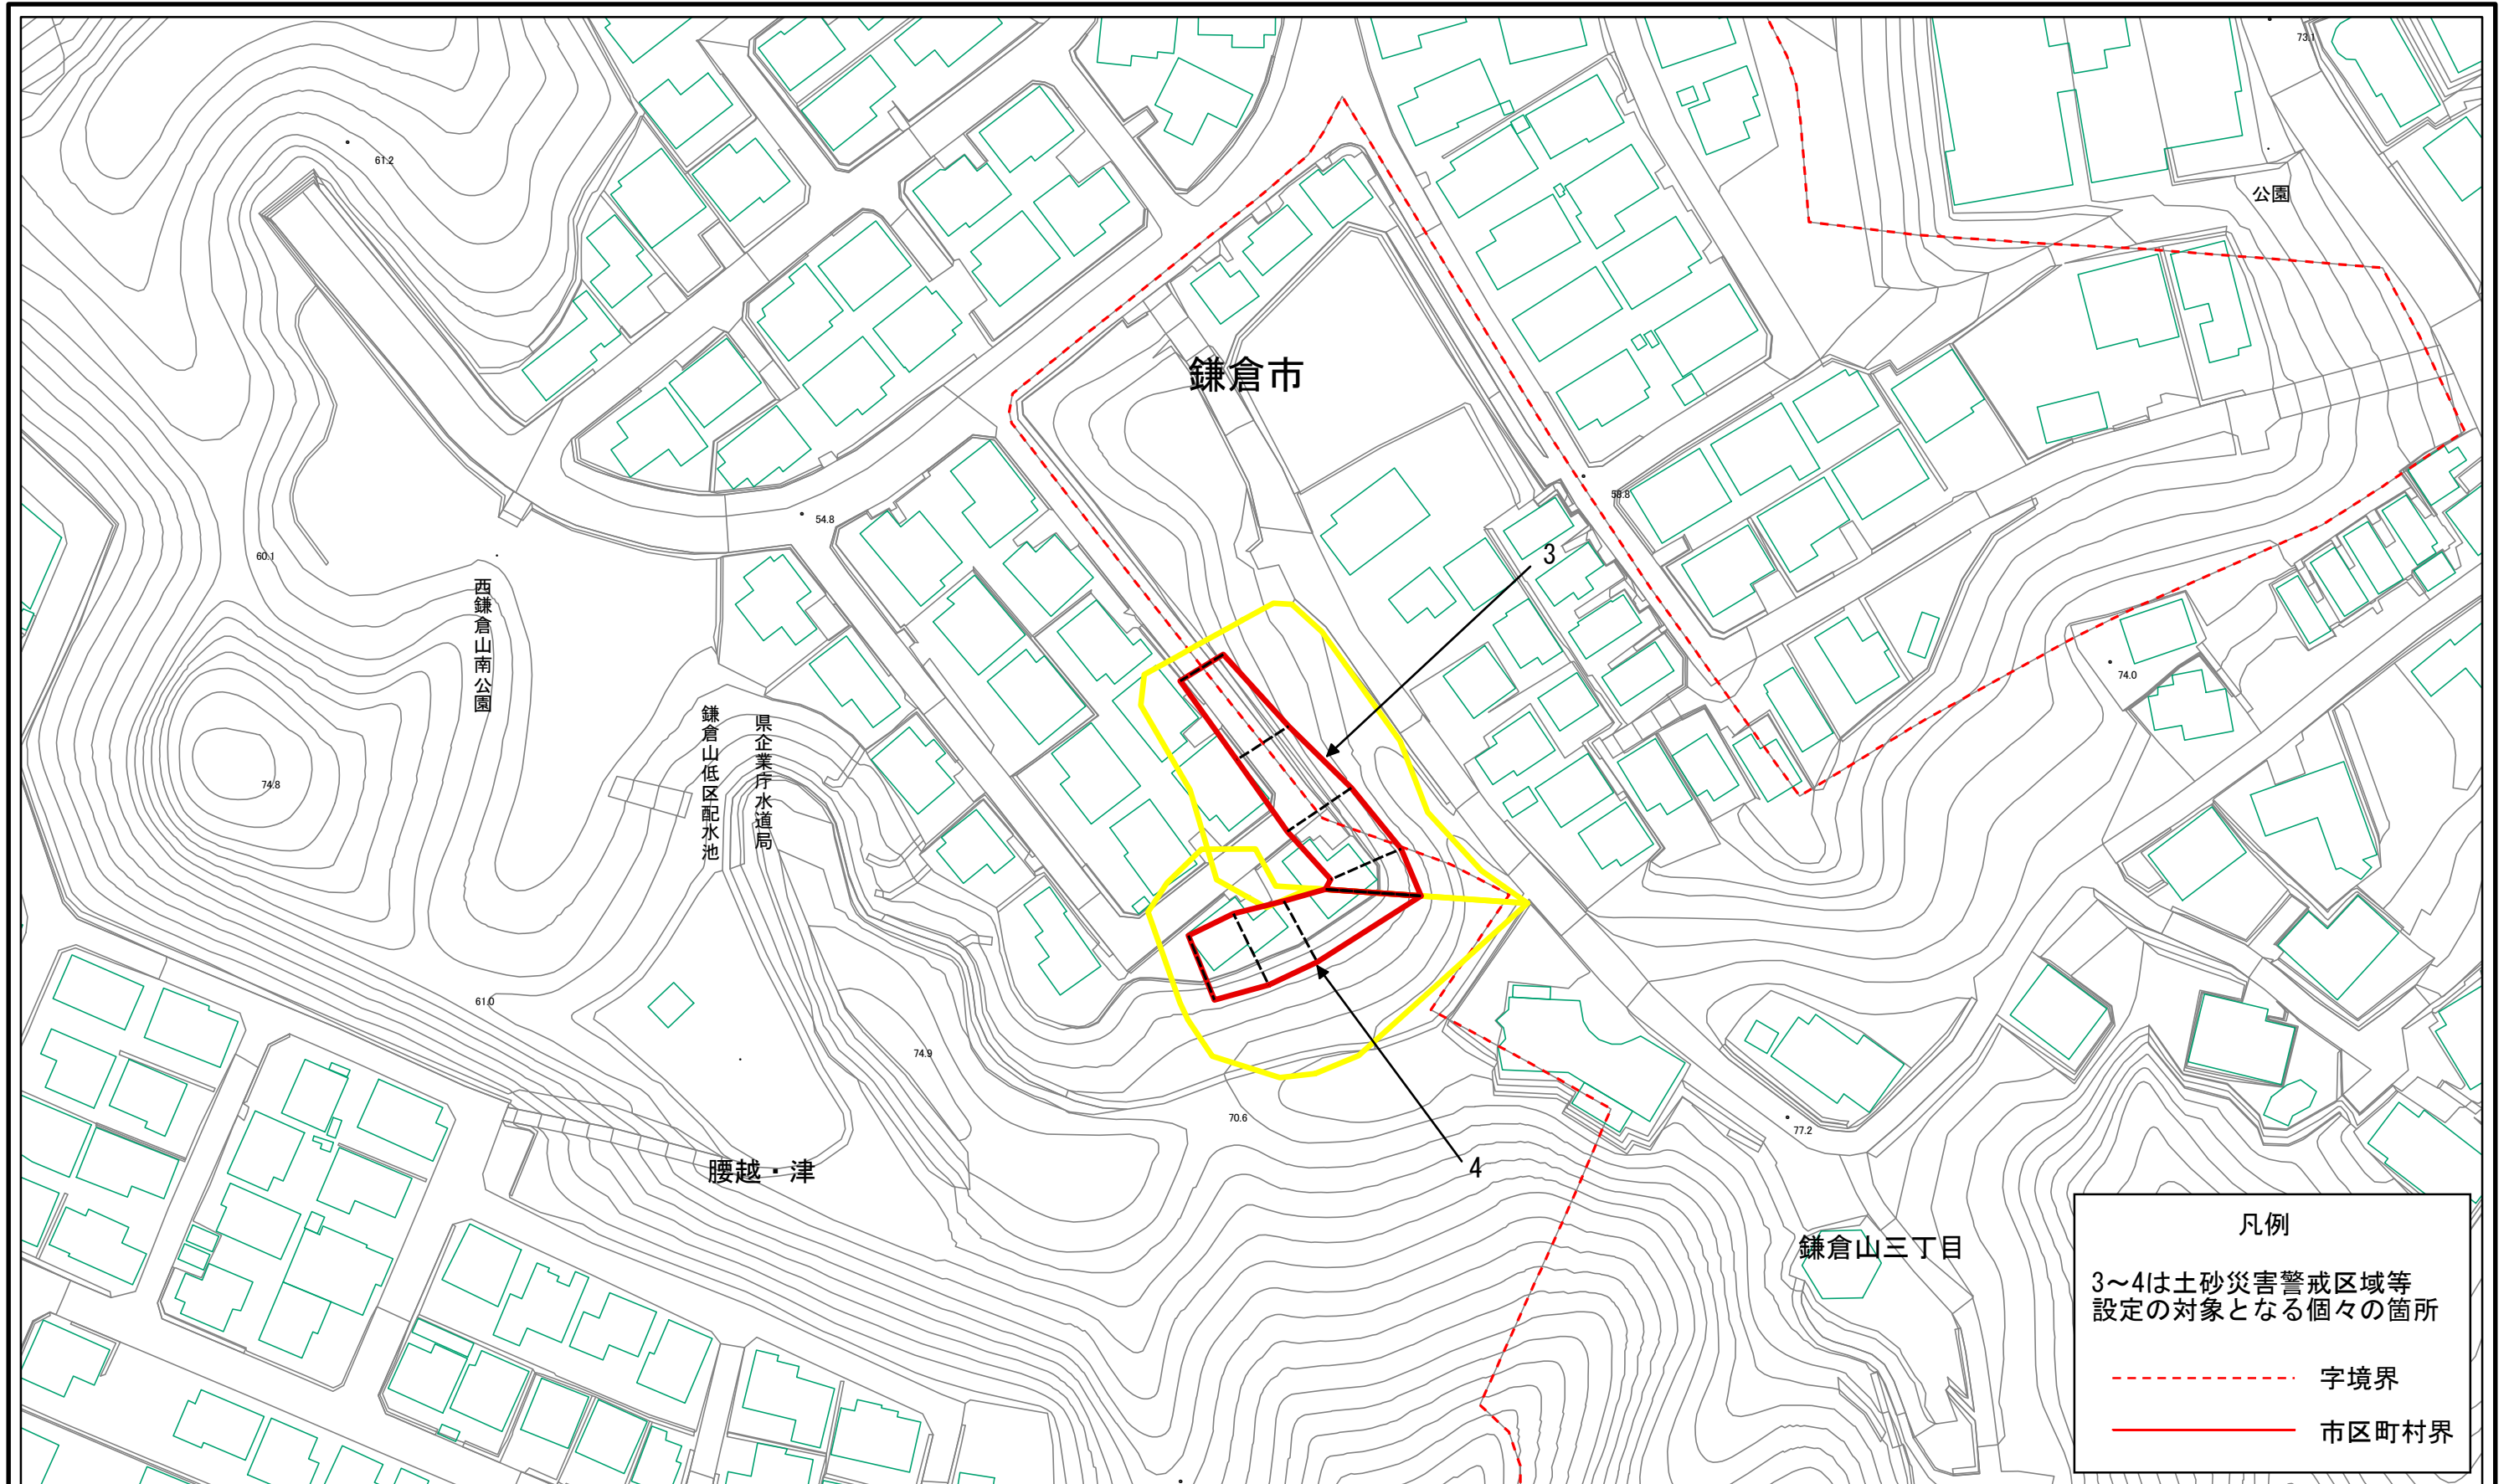 73.1
61.2
公園
鎌倉市
58.8
54.8
3
60.1
西鎌倉山南公園
74.0
鎌倉山低区配水池
県企業庁水道局
74.8
61.0
74.9
70.6
77.2
腰越・津
4
鎌倉山三丁目
凡例
3～4は土砂災害警戒区域等
設定の対象となる個々の箇所
字境界
市区町村界